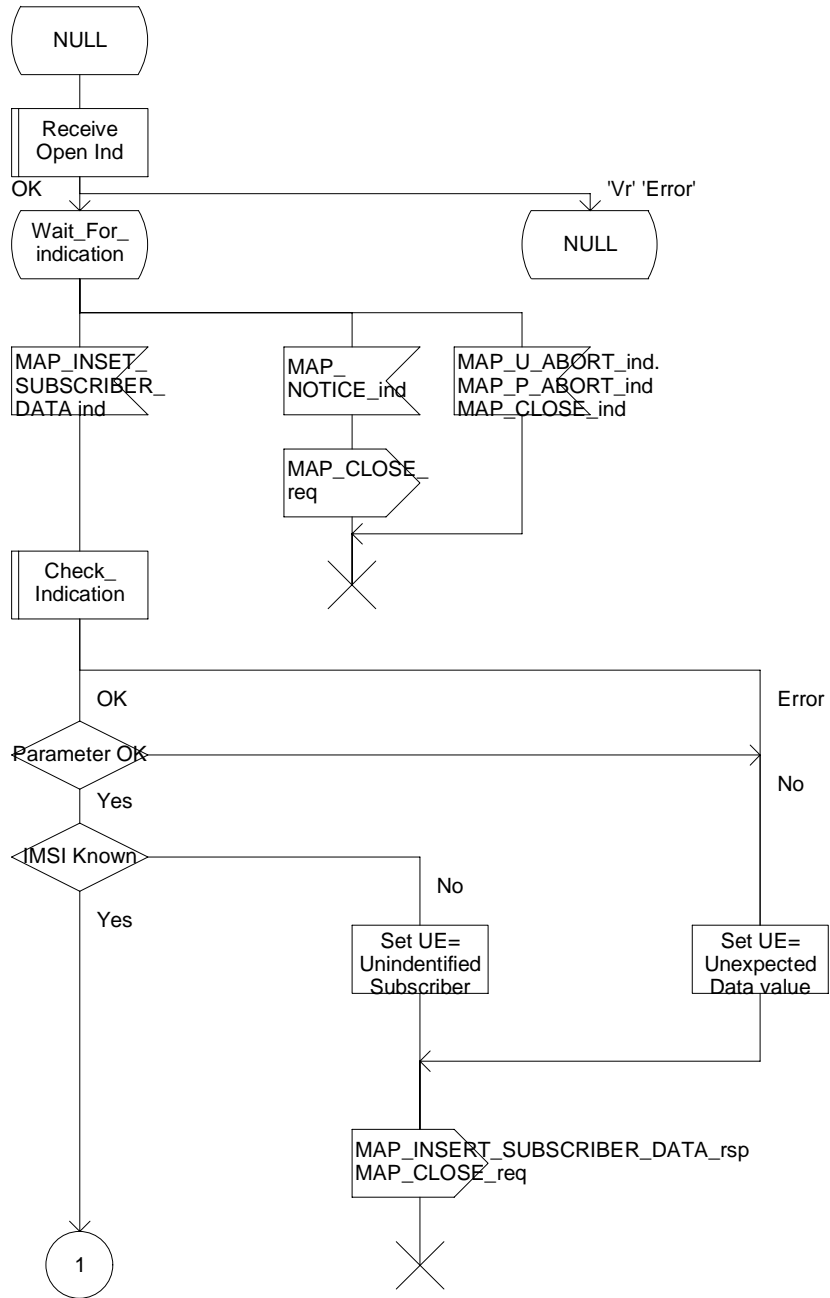 NULL
Receive
Open Ind
OK
'Vr' 'Error'
Wait_For_
indication
NULL
MAP_INSET_
SUBSCRIBER_
DATA ind
MAP_
NOTICE_ind
MAP_U_ABORT_ind.
MAP_P_ABORT_ind
MAP_CLOSE_ind
MAP_CLOSE_
req
Check_
Indication
OK
Error
Parameter OK
No
Yes
IMSI Known
No
Yes
Set UE=
Unindentified
Subscriber
Set UE=
Unexpected
Data value
MAP_INSERT_SUBSCRIBER_DATA_rsp
MAP_CLOSE_req
1